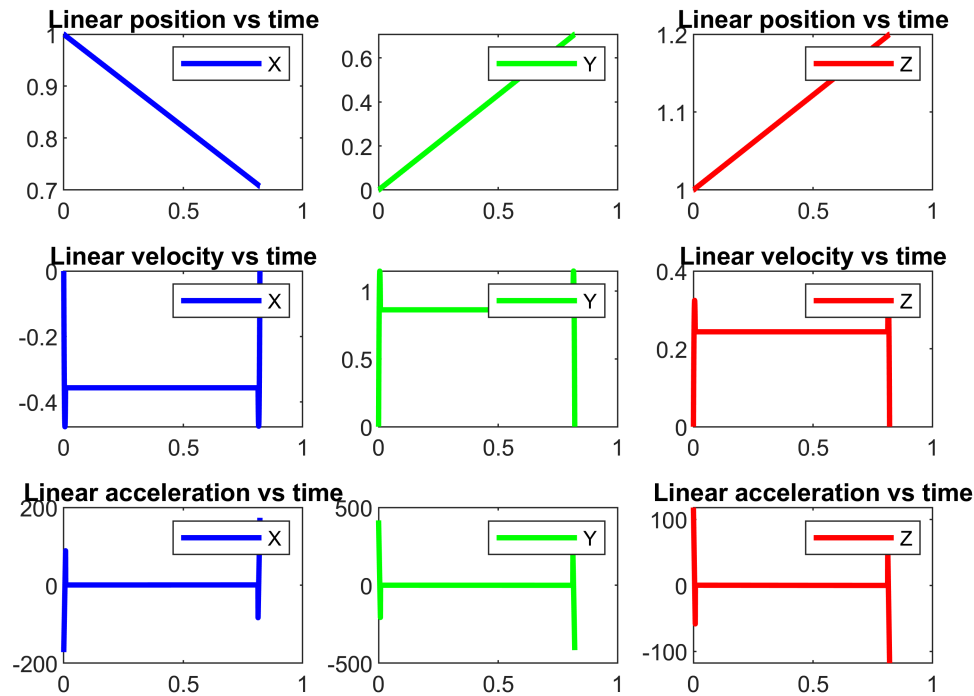 Linear position vs time
Linear position vs time
1
0.9
0.8
0.7
X
0 0.5 1
0.6
0.4
0.2
0
Y
0 0.5 1
1.2
1.1
1
Z
0 0.5 1
Linear velocity vs time
Linear velocity vs time
0
-0.2
-0.4
X
0 0.5 1
1
0.5
0
Y
0 0.5 1
0.4
0.2
0
Z
0 0.5 1
Linear acceleration vs time
Linear acceleration vs time
200
0
-200
X
0 0.5 1
500
0
-500
Y
0 0.5 1
100
0
-100
Z
0 0.5 1